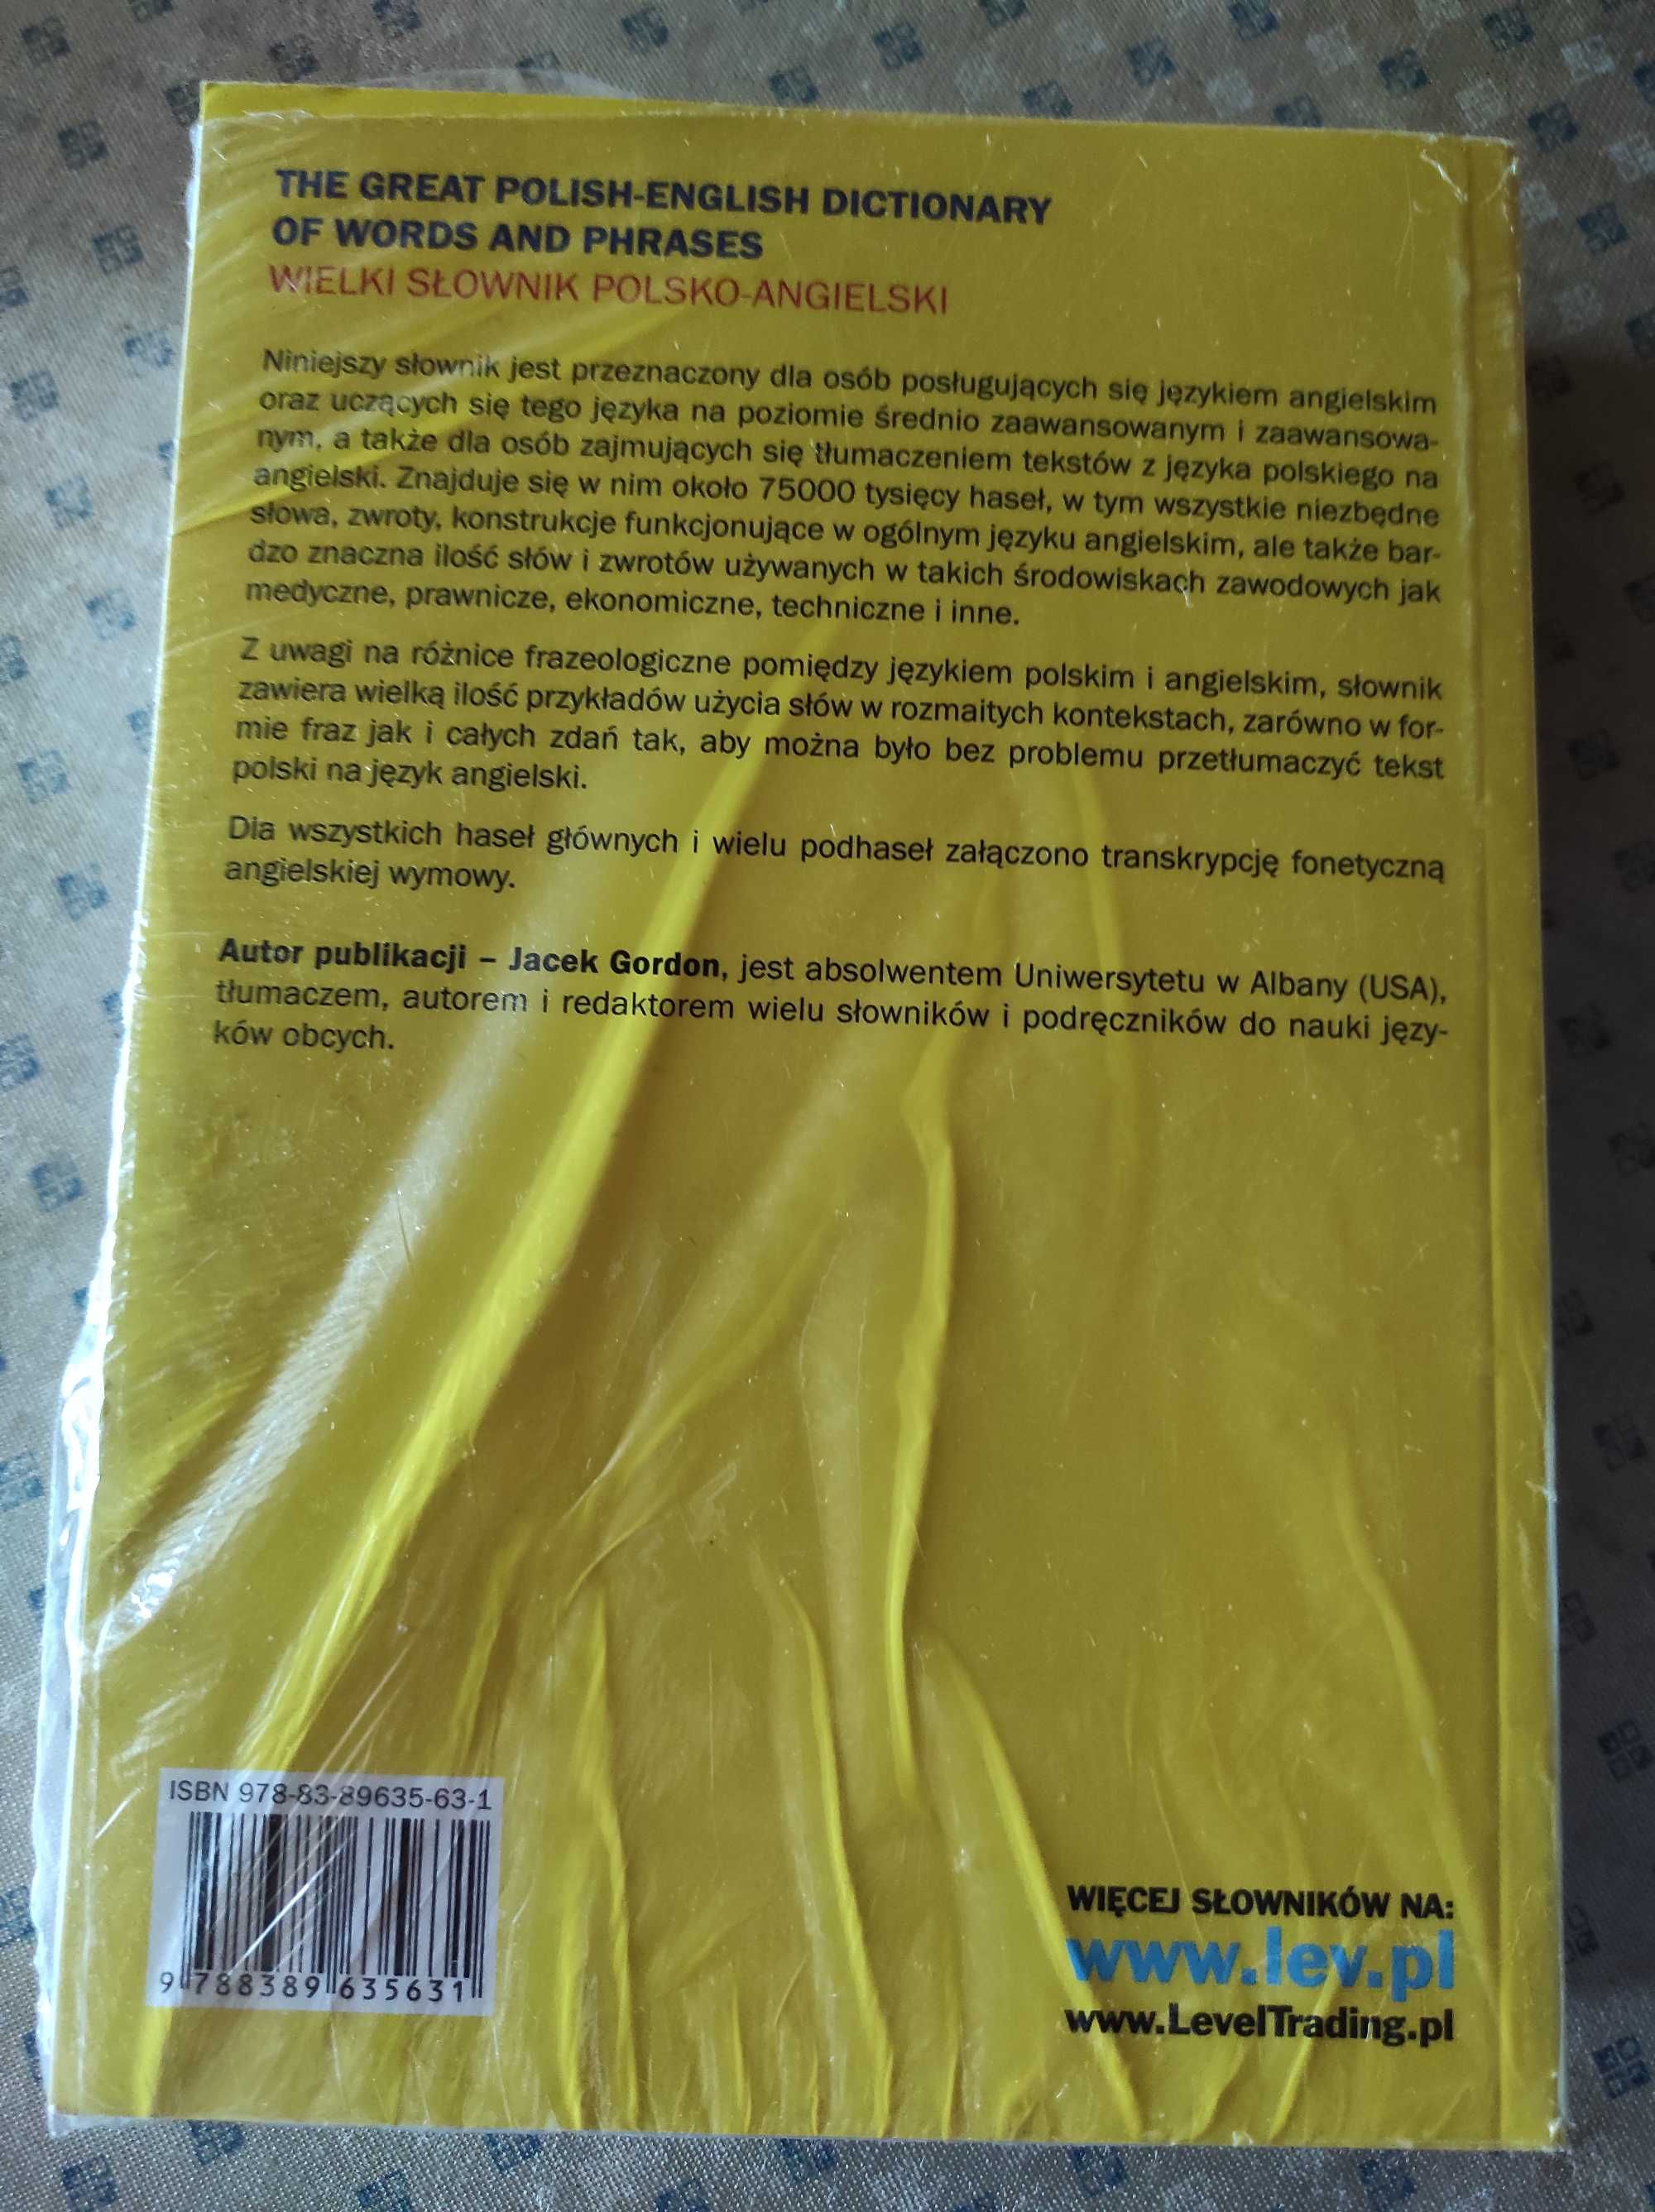 THE GREAT POLISH-ENGLISH DICTIONARY
OF WORDS AND PHRASES
WIELKI SŁOWNIK POLSKO-ANGIELSKI
Niniejszy słownik jest przeznaczony dla osób posługujących się językiem angielskim
oraz uczących się tego języka na poziomie średnio zaawansowanym i zaawansowa-
nym, a także dla osób zajmujących się tłumaczeniem tekstów z języka polskiego na
angielski. Znajduje się w nim około 75000 tysięcy haseł, w tym wszystkie niezbędne
słowa, zwroty, konstrukcje funkcjonujące w ogólnym języku angielskim, ale także bar-
dzo znaczna ilość słów i zwrotów używanych w takich środowiskach zawodowych jak
medyczne, prawnicze, ekonomiczne, techniczne i inne.
Z uwagi na różnice frazeologiczne pomiędzy językiem polskim i angielskim, słownik
zawiera wielką ilość przykładów użycia słów w rozmaitych kontekstach, zarówno w for-
mie fraz jak i całych zdań tak, aby można było bez problemu przetłumaczyć tekst
polski na język angielski.
Dla wszystkich haseł głównych i wielu podhaseł załączono transkrypcję fonetyczną
angielskiej wymowy.
Autor publikacji – Jacek Gordon, jest absolwentem Uniwersytetu w Albany (USA),
tłumaczem, autorem i redaktorem wielu słowników i podręczników do nauki języ-
ków obcych.
ISBN 978-83-89635-63-1
9 788389 635631
WIĘCEJ SŁOWNIKÓW NA:
www.lev.pl
www.LevelTrading.pl